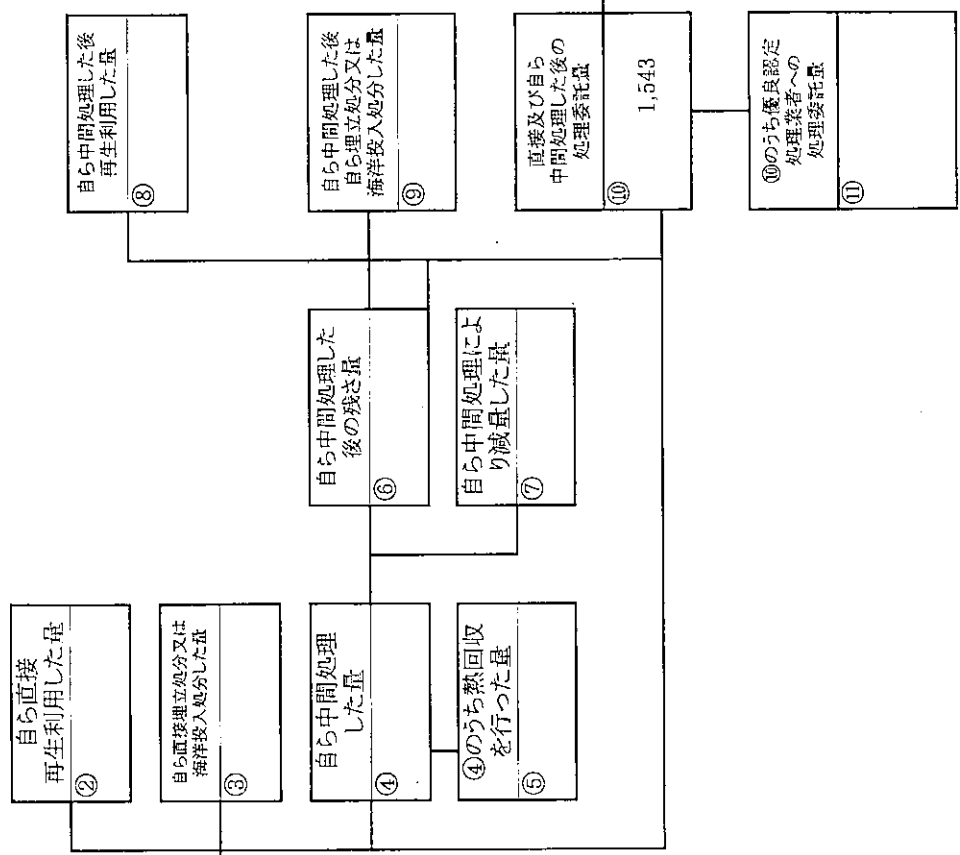 自ら直接
再生利用した量
②
自ら直接埋立処分又は
海洋投入処分した量
③
自ら中間処理
した量
④
④のうち熱回収
を行った量
⑤
自ら中間処理した
後の残さ量
⑥
自ら中間処理によ
り減量した量
⑦
自ら中間処理した後
再生利用した量
⑧
自ら中間処理した後
自ら埋立処分又は
海洋投入処分した量
⑨
直接及び自ら
中間処理した後の
処理委託量
⑩
1,543
⑩のうち優良認定
処理業者への
処理委託量
⑪